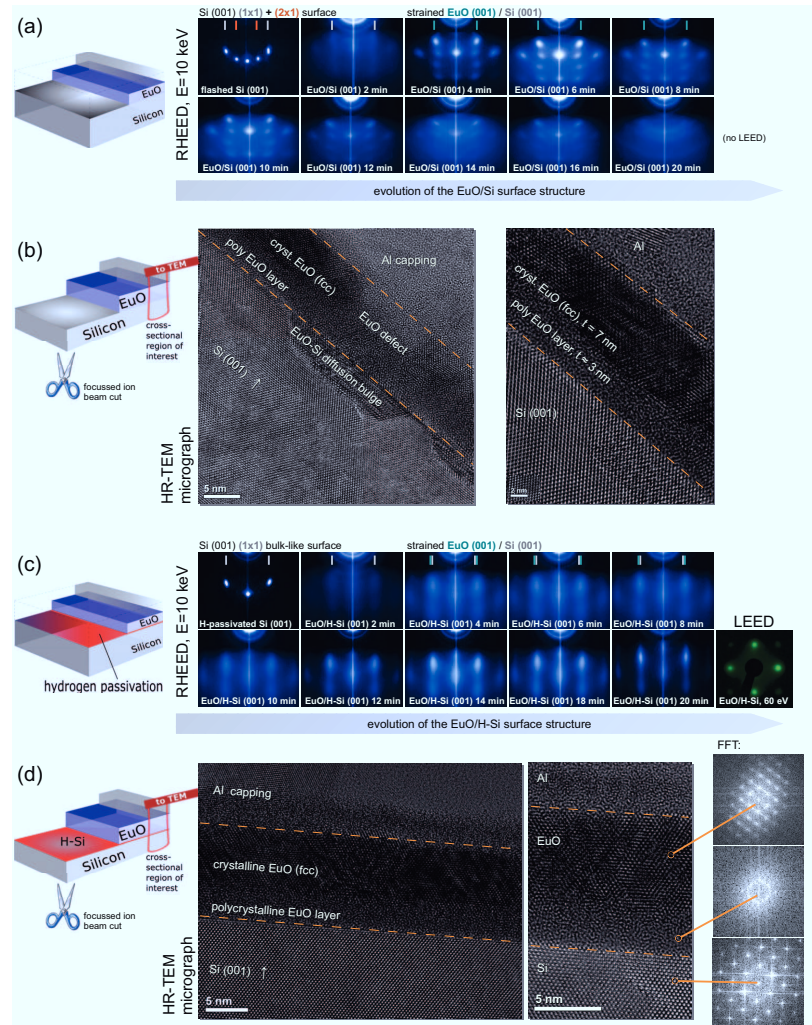 (a)
Si (001) (1x1) + (2x1) surface
strained EuO (001) / Si (001)
EuO
Silicon
RHEED, E=10 keV
flashed Si (001)
EuO/Si (001) 2 min
EuO/Si (001) 4 min
EuO/Si (001) 6 min
EuO/Si (001) 8 min
EuO/Si (001) 10 min
EuO/Si (001) 12 min
EuO/Si (001) 14 min
EuO/Si (001) 16 min
EuO/Si (001) 20 min
(no LEED)
evolution of the EuO/Si surface structure
(b)
to TEM
EuO
Silicon
cross-
sectional
region of
interest
focussed ion
beam cut
HR-TEM
micrograph
Al capping
cryst. EuO (fcc)
poly EuO layer
EuO defect
EuO-Si diffusion bulge
Si (001) →
5 nm
Al
cryst. EuO (fcc), t = 7 nm
poly EuO layer, t ≈ 3 nm
Si (001)
2 nm
(c)
Si (001) (1x1) bulk-like surface
strained EuO (001) / Si (001)
EuO
Silicon
hydrogen passivation
RHEED, E=10 keV
H-passivated Si (001)
EuO/H-Si (001) 2 min
EuO/H-Si (001) 4 min
EuO/H-Si (001) 6 min
EuO/H-Si (001) 8 min
EuO/H-Si (001) 10 min
EuO/H-Si (001) 12 min
EuO/H-Si (001) 14 min
EuO/H-Si (001) 18 min
EuO/H-Si (001) 20 min
LEED
EuO/H-Si, 60 eV
evolution of the EuO/H-Si surface structure
(d)
to TEM
H-Si
EuO
Silicon
cross-
sectional
region of
interest
focussed ion
beam cut
HR-TEM
micrograph
Al capping
crystalline EuO (fcc)
polycrystalline EuO layer
Si (001) ↑
5 nm
Al
EuO
Si
5 nm
FFT: